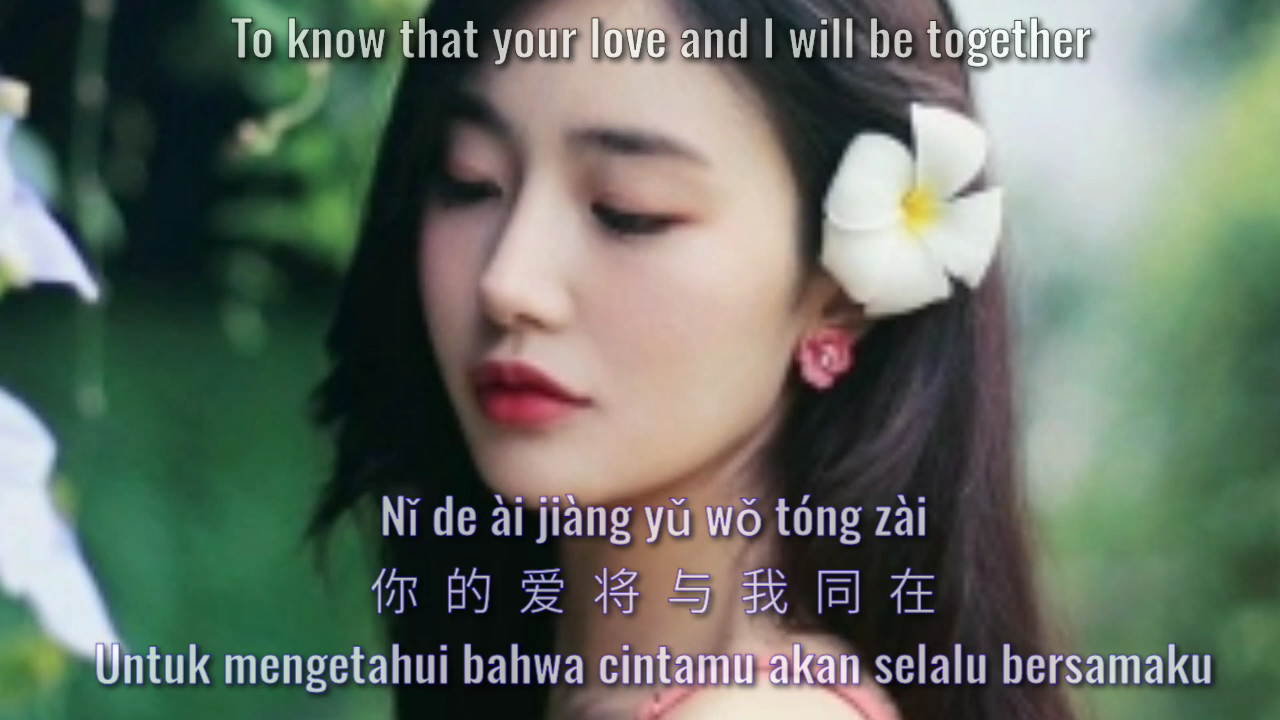 To know that your love and I will be together
Nǐ de ài jiàng yǔ wǒ tóng zài
你的爱将与我同在
Untuk mengetahui bahwa cintamu akan selalu bersamaku